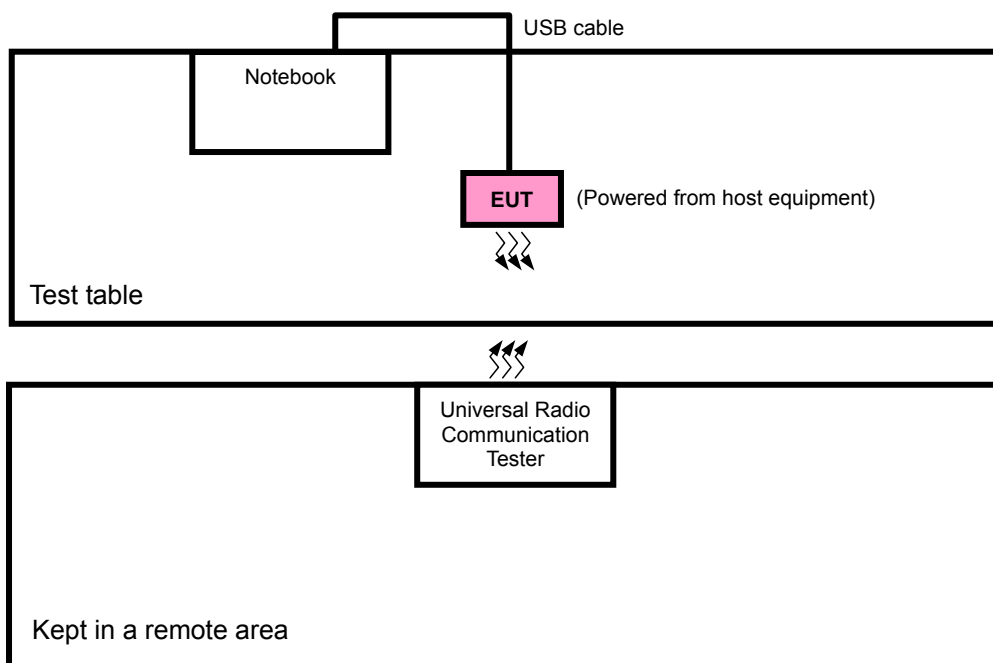 USB cable
Notebook
EUT
(Powered from host equipment)
Test table
Universal Radio
Communication
Tester
Kept in a remote area